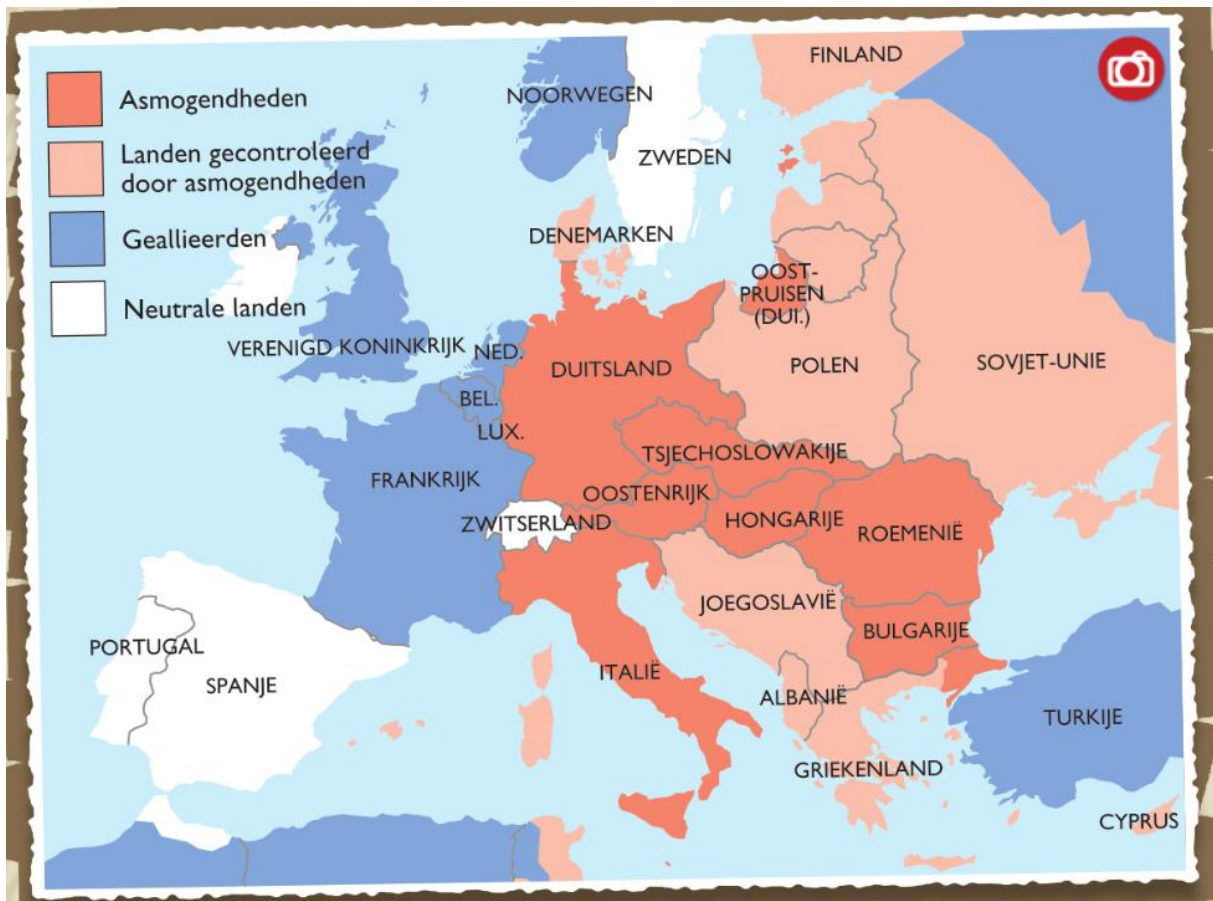 Asmogendheden
Landen gecontroleerd
door asmogendheden
Geallieerden
Neutrale landen
FINLAND
NOORWEGEN
ZWEDEN
DENEMARKEN
OOST-
PRUISEN
(DUI.)
VERENIGD KONINKRIJK
NED.
DUITSLAND
POLEN
SOVJET-UNIE
BEL.
LUX.
TSJECHOSLOWAKIJE
FRANKRIJK
OOSTENRIJK
ZWITSERLAND
HONGARIJE
ROEMENIË
JOEGOSLAVIË
BULGARIJE
PORTUGAL
SPANJE
ITALIË
ALBANIË
TURKIJE
GRIEKENLAND
CYPRUS